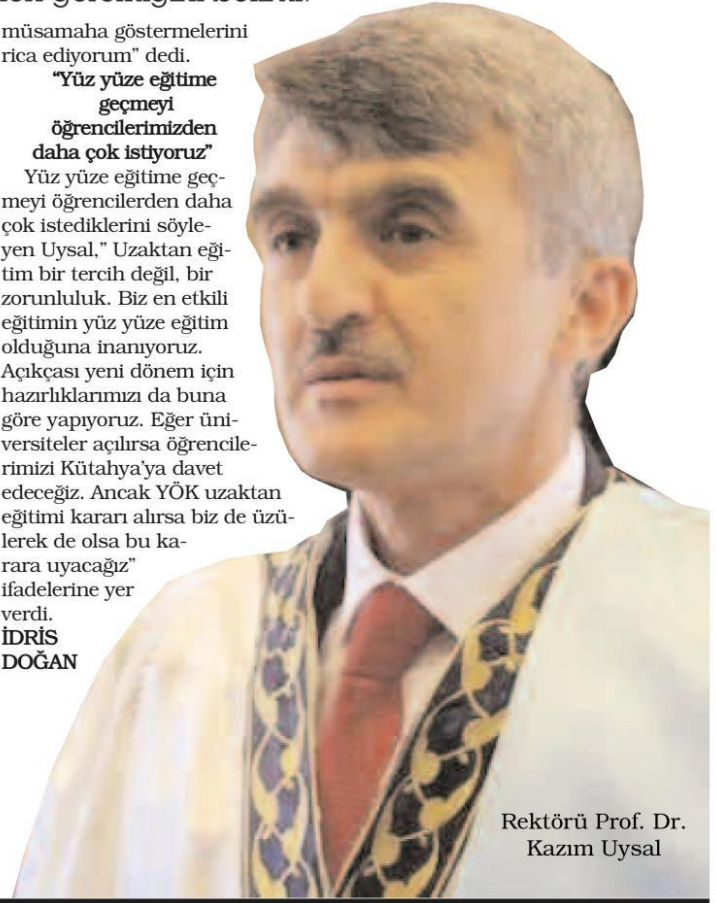 müsamaha göstermelerini
rica ediyorum” dedi.
“Yüz yüze eğitime
geçmeyi
öğrencilerimizden
daha çok istiyoruz”
Yüz yüze eğitime geç-
meyi öğrencilerden daha
çok istediklerini söyle-
yen Uysal,” Uzaktan eği-
tim bir tercih değil, bir
zorunluluk. Biz en etkili
eğitimin yüz yüze eğitim
olduğuna inanıyoruz.
Açıkçası yeni dönem için
hazırlıklarımızı da buna
göre yapıyoruz. Eğer üni-
versiteler açılırsa öğrencile-
rimizi Kütahya’ya davet
edeceğiz. Ancak YÖK uzaktan
eğitimi kararı alırsa biz de üzü-
lerek de olsa bu ka-
rara uyacağız”
ifadelerine yer
verdi.
İDRİS
DOĞAN
Rektörü Prof. Dr.
Kazım Uysal